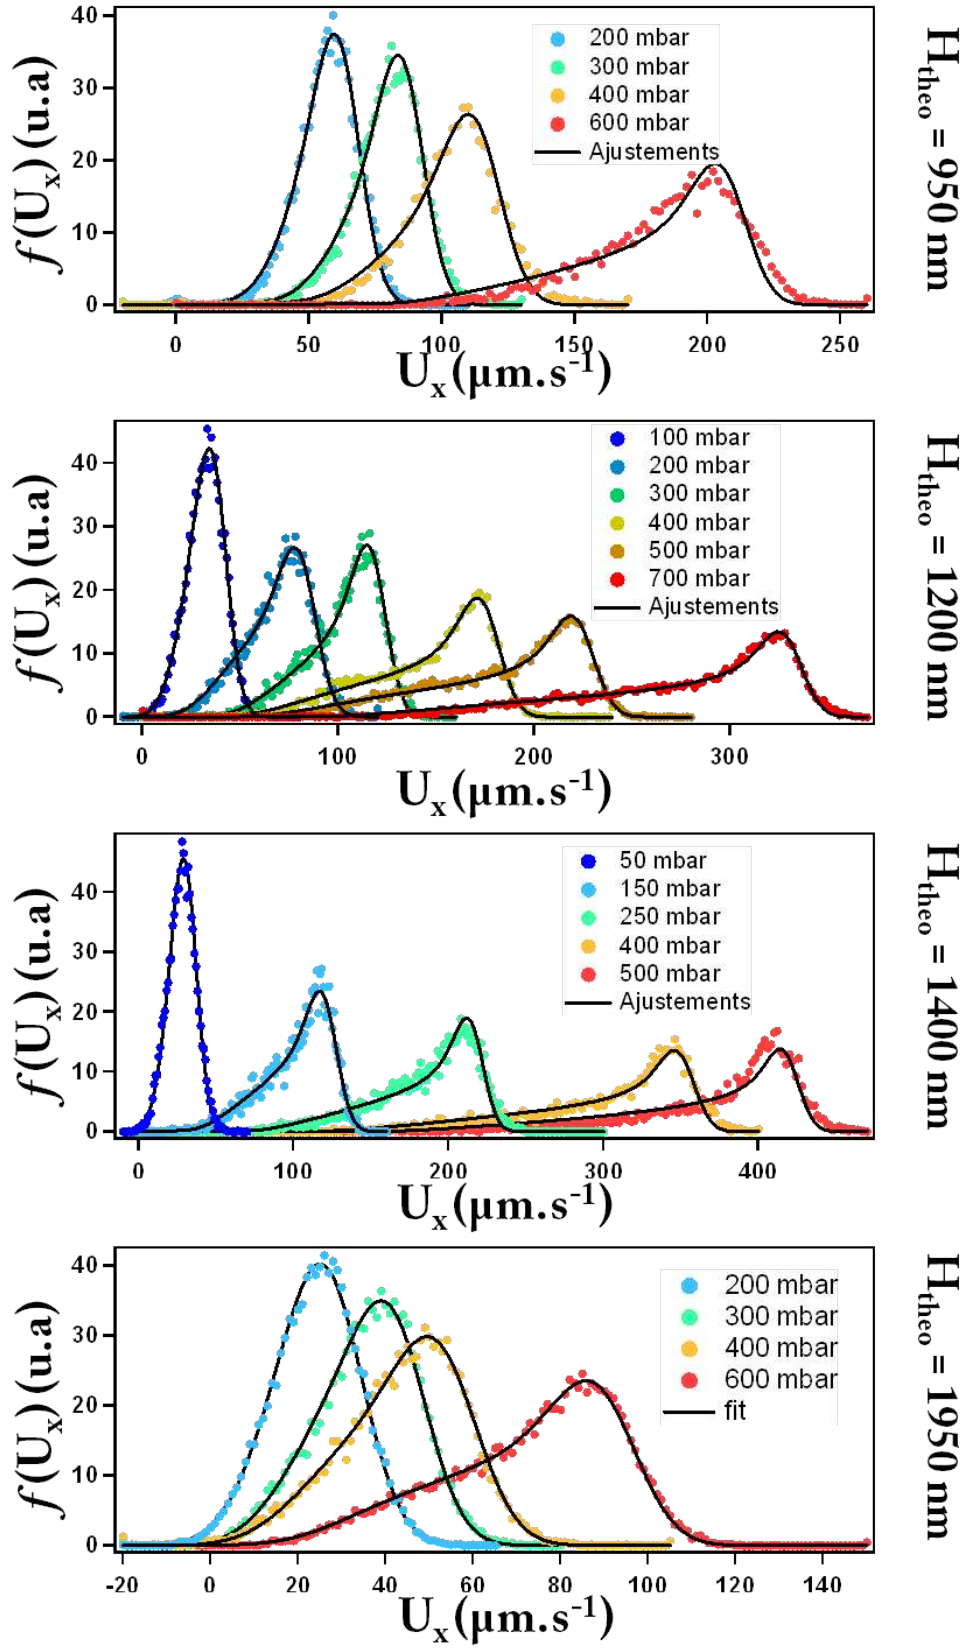 40
30
20
10
0
f(Uₓ) (u.a)
200 mbar
300 mbar
400 mbar
600 mbar
Ajustements
0 50 100 150 200 250
Uₓ (µm.s⁻¹)
Hₜₕₑₒ = 950 nm
40
30
20
10
0
f(Uₓ) (u.a)
100 mbar
200 mbar
300 mbar
400 mbar
500 mbar
700 mbar
Ajustements
0 100 200 300
Uₓ (µm.s⁻¹)
Hₜₕₑₒ = 1200 nm
40
30
20
10
0
f(Uₓ) (u.a)
50 mbar
150 mbar
250 mbar
400 mbar
500 mbar
Ajustements
0 100 200 300 400
Uₓ (µm.s⁻¹)
Hₜₕₑₒ = 1400 nm
40
30
20
10
0
f(Uₓ) (u.a)
200 mbar
300 mbar
400 mbar
600 mbar
fit
-20 0 20 40 60 80 100 120 140
Uₓ (µm.s⁻¹)
Hₜₕₑₒ = 1950 nm